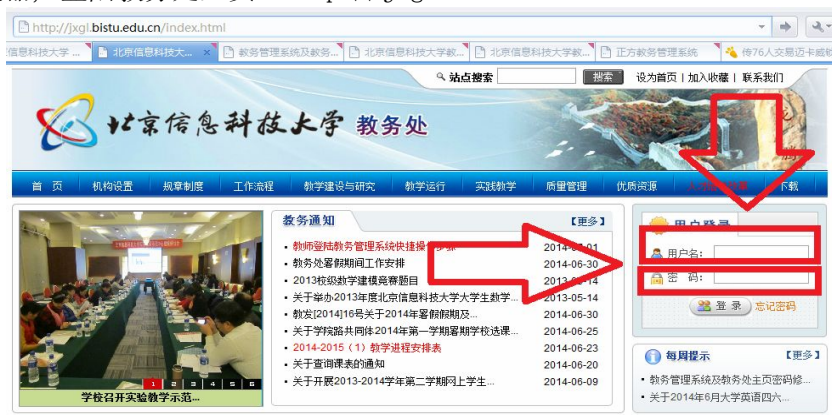 http://jxgl.bistu.edu.cn/index.html
信息科技大学 ...
北京信息科技大...
教务管理系统及教务...
北京信息科技大学教...
北京信息科技大学教...
正方教务管理系统
传76人交易迈卡威
站点搜索
搜索
设为首页 | 加入收藏 | 联系我们
北京信息科技大学 教务处
首 页 机构设置 规章制度 工作流程 教学建设与研究 教学运行 实践教学 质量管理 优质资源 下载
学校召开实验教学示范...
1 2 3 4 5 6
教务通知 【更多】
· 教师登陆教务管理系统快捷操
· 教务处暑假期间工作安排 2014-06-30
· 2013校级数学建模竞赛题目
· 关于举办2013年度北京信息科技大学大学生数学... 2013-05-14
· 教发[2014]16号关于2014年暑假假期及... 2014-06-30
· 关于学院路共同体2014年第一学期暑期学校选课... 2014-06-25
· 2014-2015（1）教学进程安排表 2014-06-23
· 关于查询课表的通知 2014-06-20
· 关于开展2013-2014学年第二学期网上学生... 2014-06-09
用户登录
用户名：
密 码：
登 录 忘记密码
每周提示 【更多】
· 教务管理系统及教务处主页密码修...
· 关于2014年6月大学英语四六...